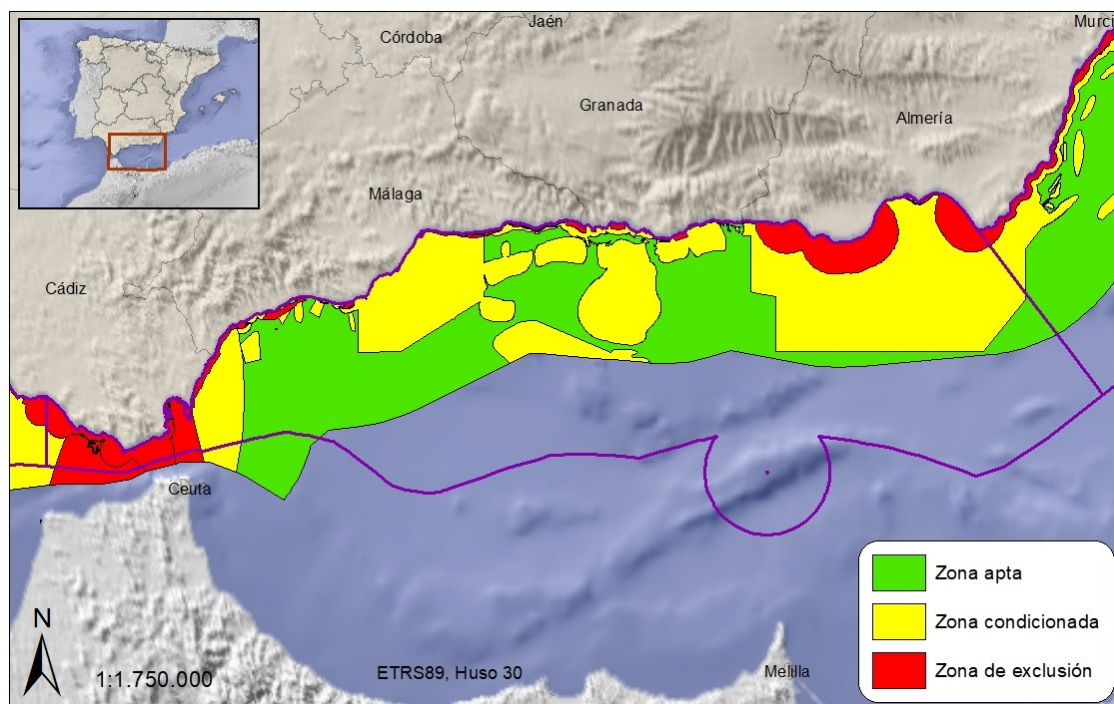 Jaén
Murci
Córdoba
Granada
Almería
Málaga
Cádiz
Ceuta
Zona apta
Zona condicionada
Zona de exclusión
N
1:1.750.000
ETRS89, Huso 30
Melilla